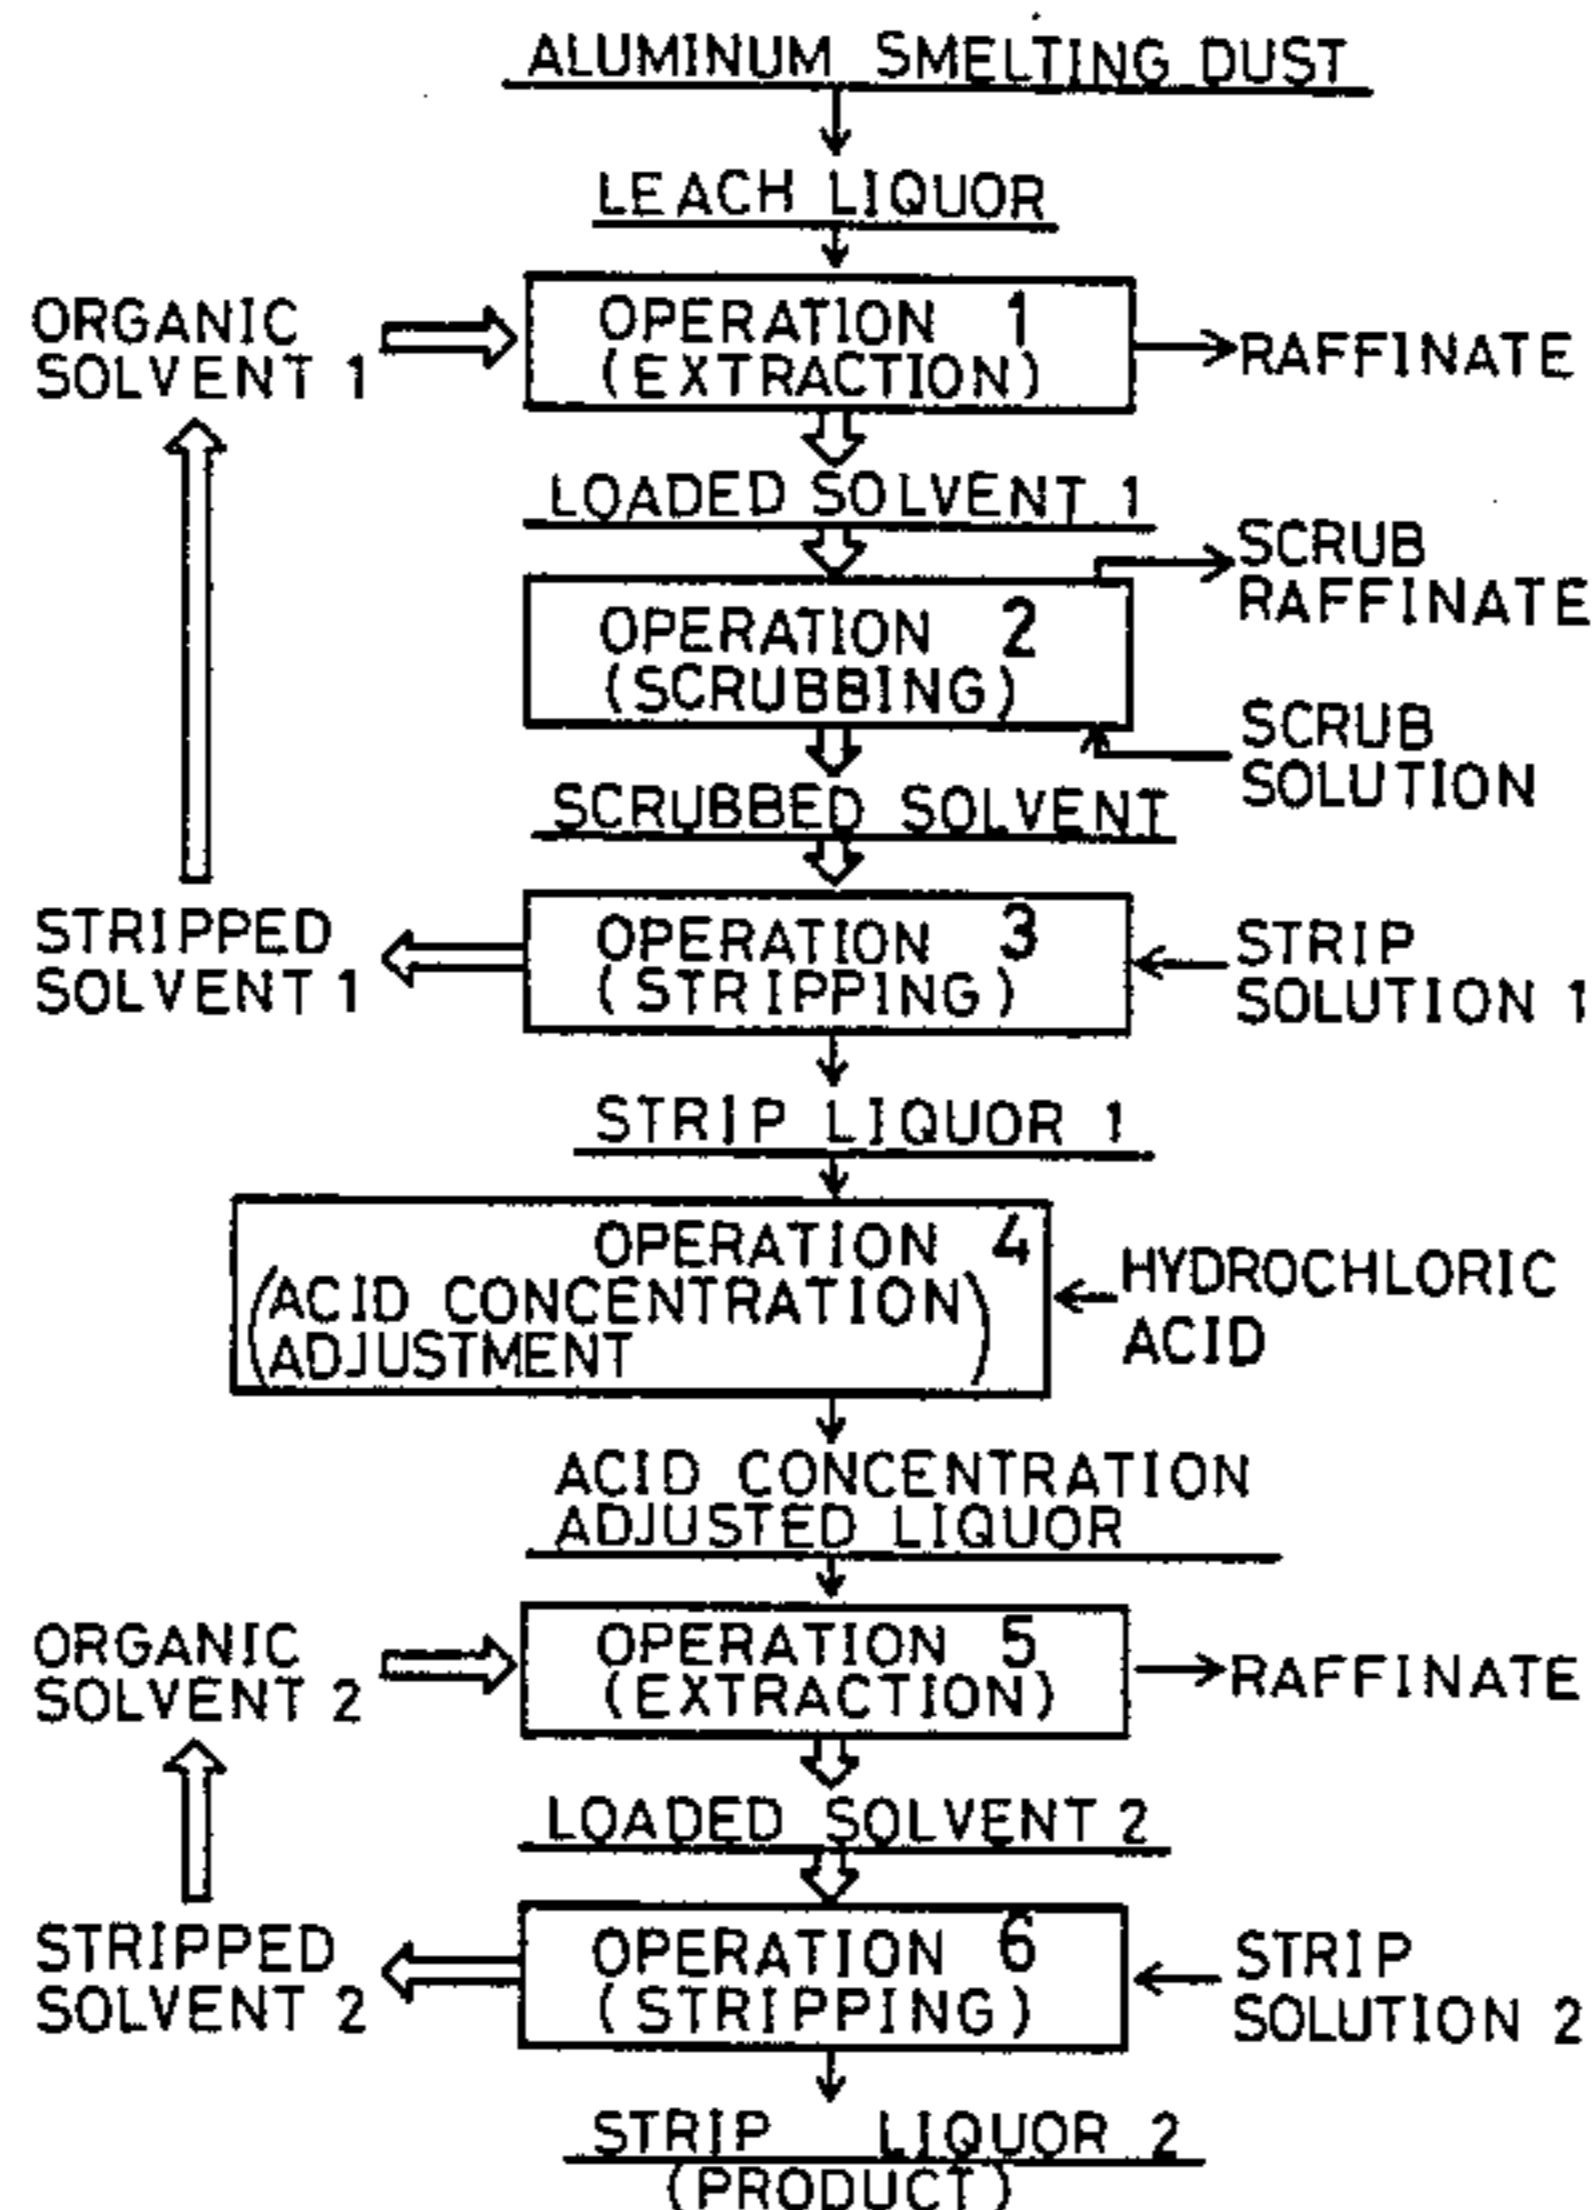 ALUMINUM SMELTING DUST
LEACH LIQUOR
ORGANIC
SOLVENT 1
OPERATION 1
(EXTRACTION)
RAFFINATE
LOADED SOLVENT 1
SCRUB
RAFFINATE
OPERATION 2
(SCRUBBING)
SCRUB
SOLUTION
SCRUBBED SOLVENT
STRIPPED
SOLVENT 1
OPERATION 3
(STRIPPING)
STRIP
SOLUTION 1
STRIP LIQUOR 1
OPERATION 4
(ACID CONCENTRATION
ADJUSTMENT)
HYDROCHLORIC
ACID
ACID CONCENTRATION
ADJUSTED LIQUOR
ORGANIC
SOLVENT 2
OPERATION 5
(EXTRACTION)
RAFFINATE
LOADED SOLVENT 2
STRIPPED
SOLVENT 2
OPERATION 6
(STRIPPING)
STRIP
SOLUTION 2
STRIP LIQUOR 2
(PRODUCT)